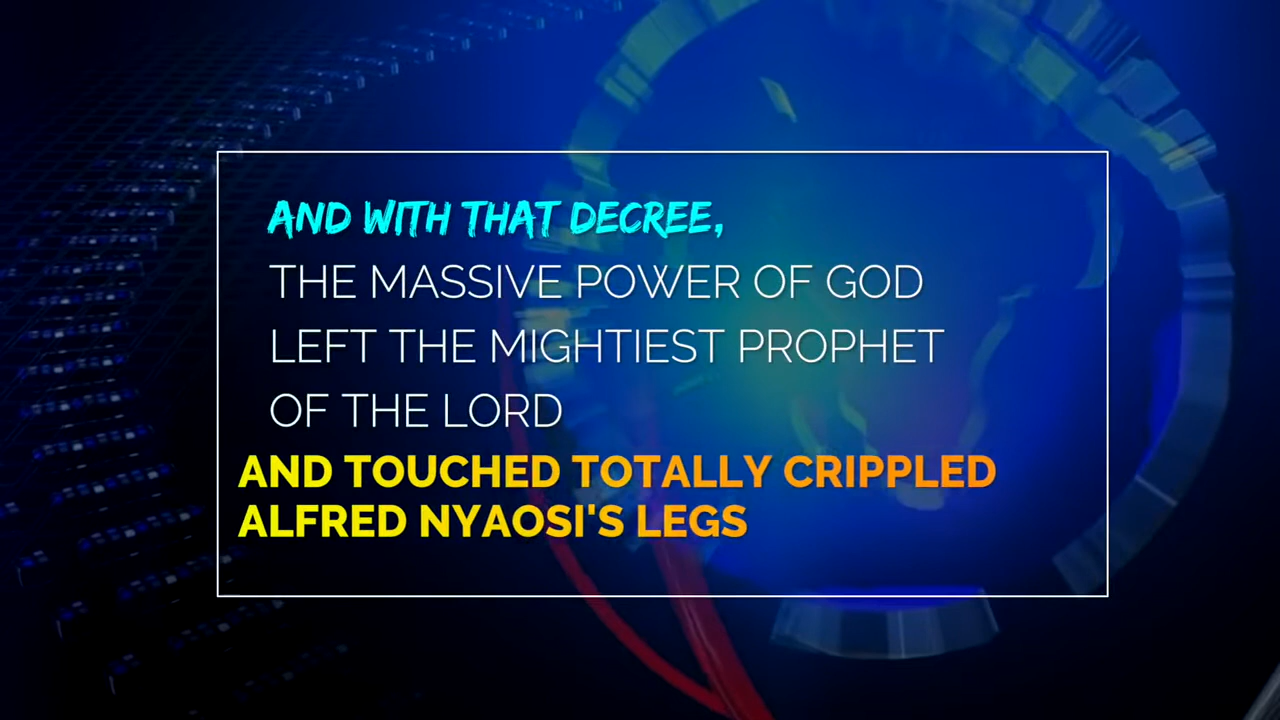 AND WITH THAT DECREE,
THE MASSIVE POWER OF GOD
LEFT THE MIGHTIEST PROPHET
OF THE LORD
AND TOUCHED TOTALLY CRIPPLED
ALFRED NYAOSI'S LEGS